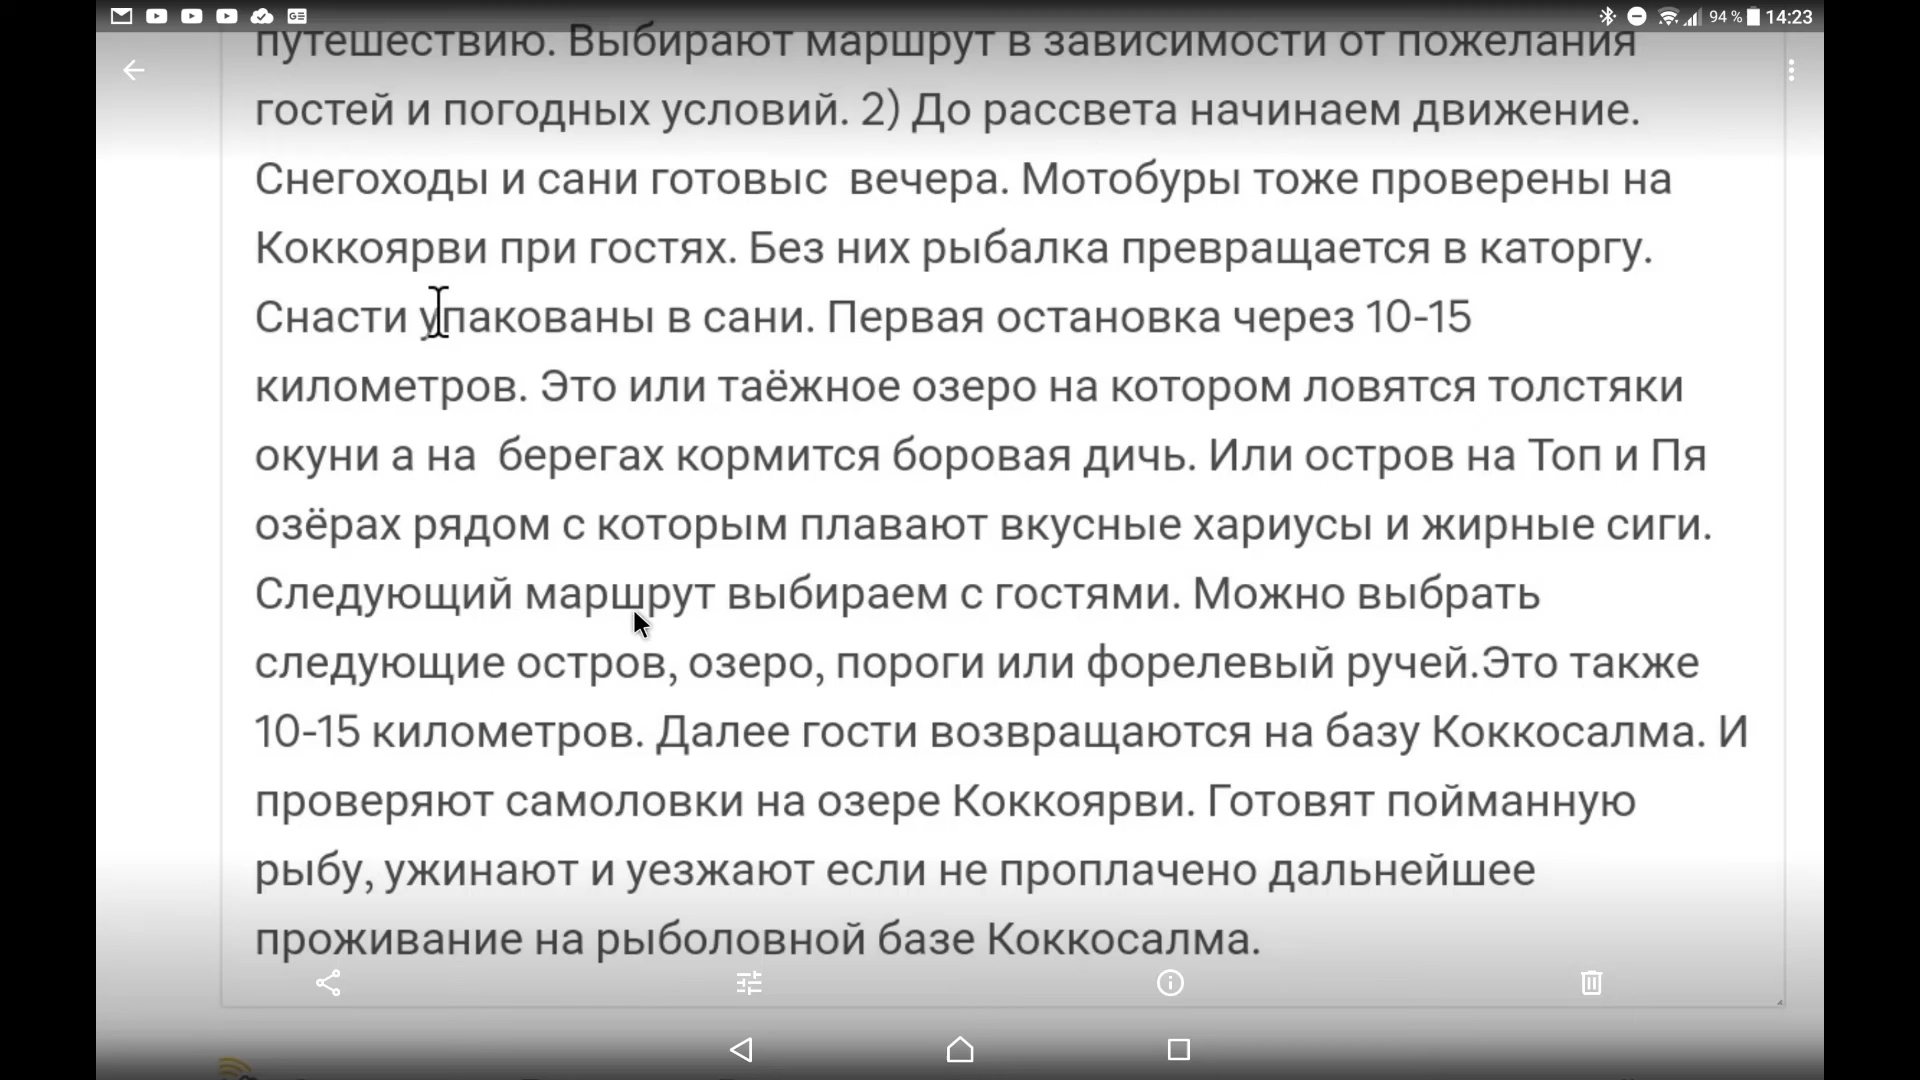 94 % 14:23
путешествию. Выбирают маршрут в зависимости от пожелания
гостей и погодных условий. 2) До рассвета начинаем движение.
Снегоходы и сани готовыс вечера. Мотобуры тоже проверены на
Коккоярви при гостях. Без них рыбалка превращается в каторгу.
Снасти упакованы в сани. Первая остановка через 10-15
километров. Это или таёжное озеро на котором ловятся толстяки
окуни а на берегах кормится боровая дичь. Или остров на Топ и Пя
озёрах рядом с которым плавают вкусные хариусы и жирные сиги.
Следующий маршрут выбираем с гостями. Можно выбрать
следующие остров, озеро, пороги или форелевый ручей.Это также
10-15 километров. Далее гости возвращаются на базу Коккосалма. И
проверяют самоловки на озере Коккоярви. Готовят пойманную
рыбу, ужинают и уезжают если не проплачено дальнейшее
проживание на рыболовной базе Коккосалма.